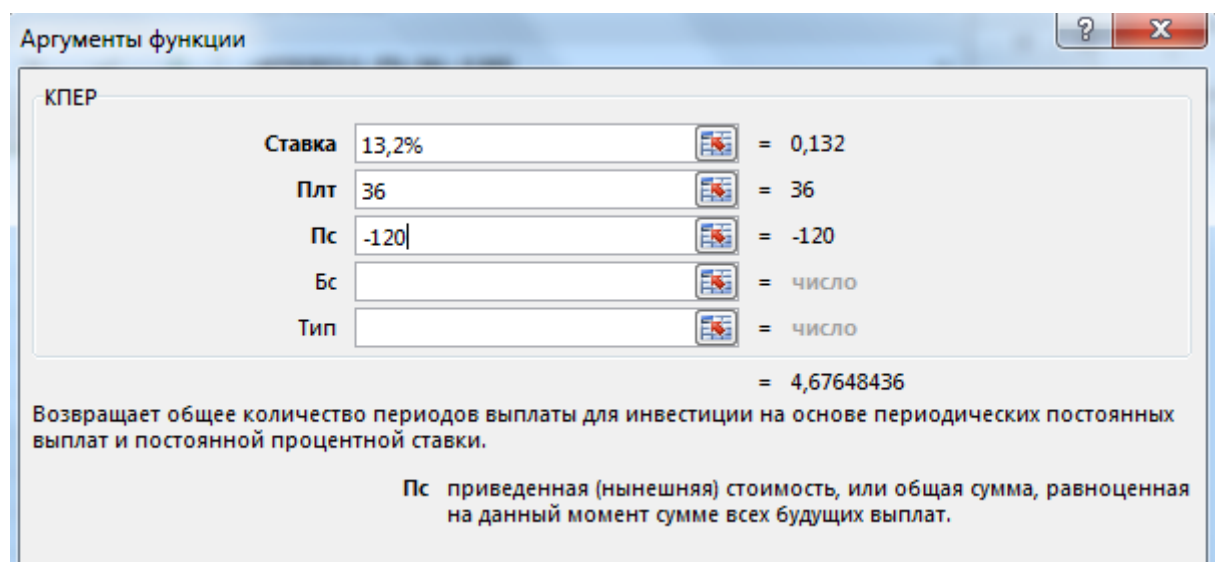 Аргументы функции
?
КПЕР
Ставка 13,2% = 0,132
Плт 36 = 36
Пс -120 = -120
Бс = число
Тип = число
= 4,67648436
Возвращает общее количество периодов выплаты для инвестиции на основе периодических постоянных
выплат и постоянной процентной ставки.
Пс приведенная (нынешняя) стоимость, или общая сумма, равноценная
на данный момент сумме всех будущих выплат.